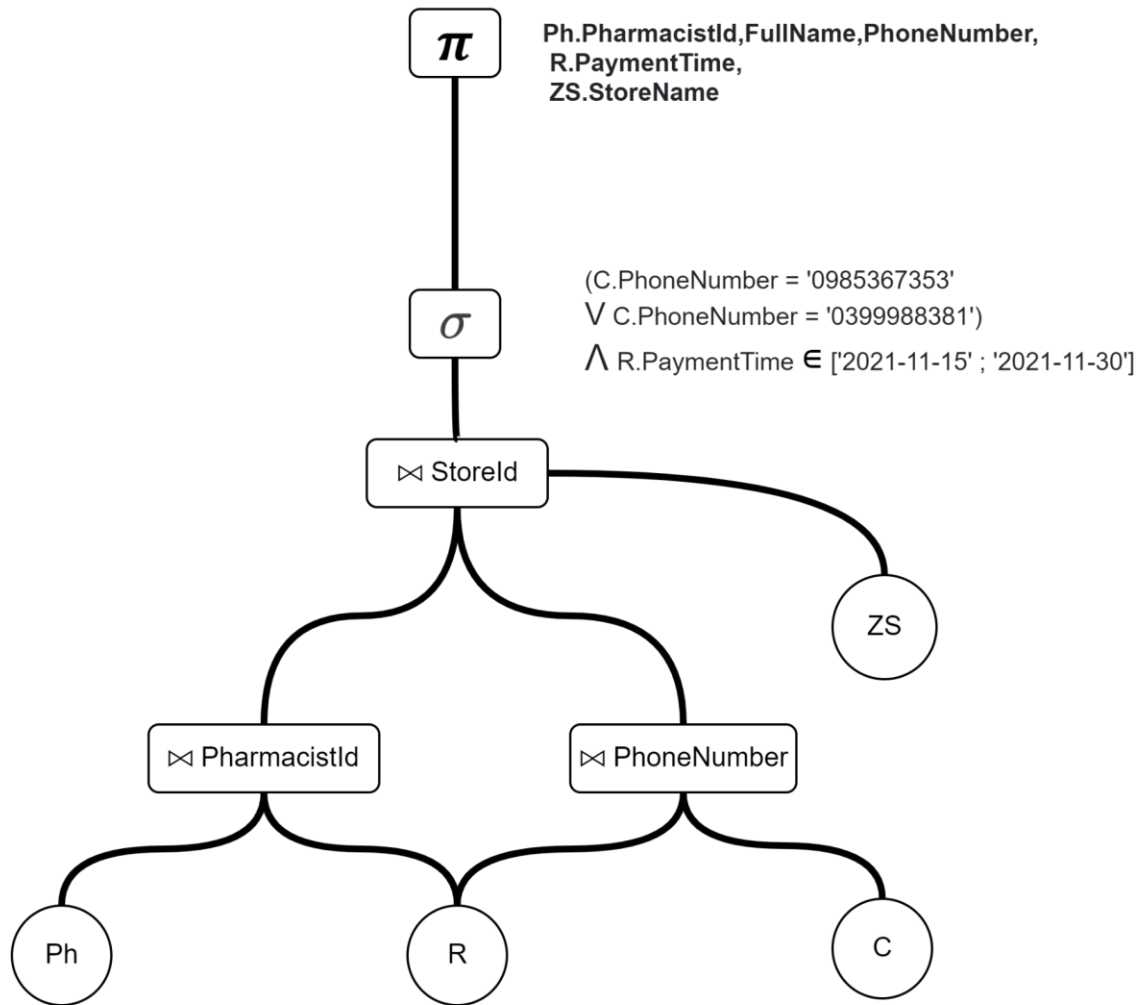 π
Ph.PharmacistId,FullName,PhoneNumber,
R.PaymentTime,
ZS.StoreName
σ
(C.PhoneNumber = '0985367353'
V C.PhoneNumber = '0399988381')
Λ R.PaymentTime ∈ ['2021-11-15' ; '2021-11-30']
⋈ StoreId
ZS
⋈ PharmacistId
⋈ PhoneNumber
Ph
R
C